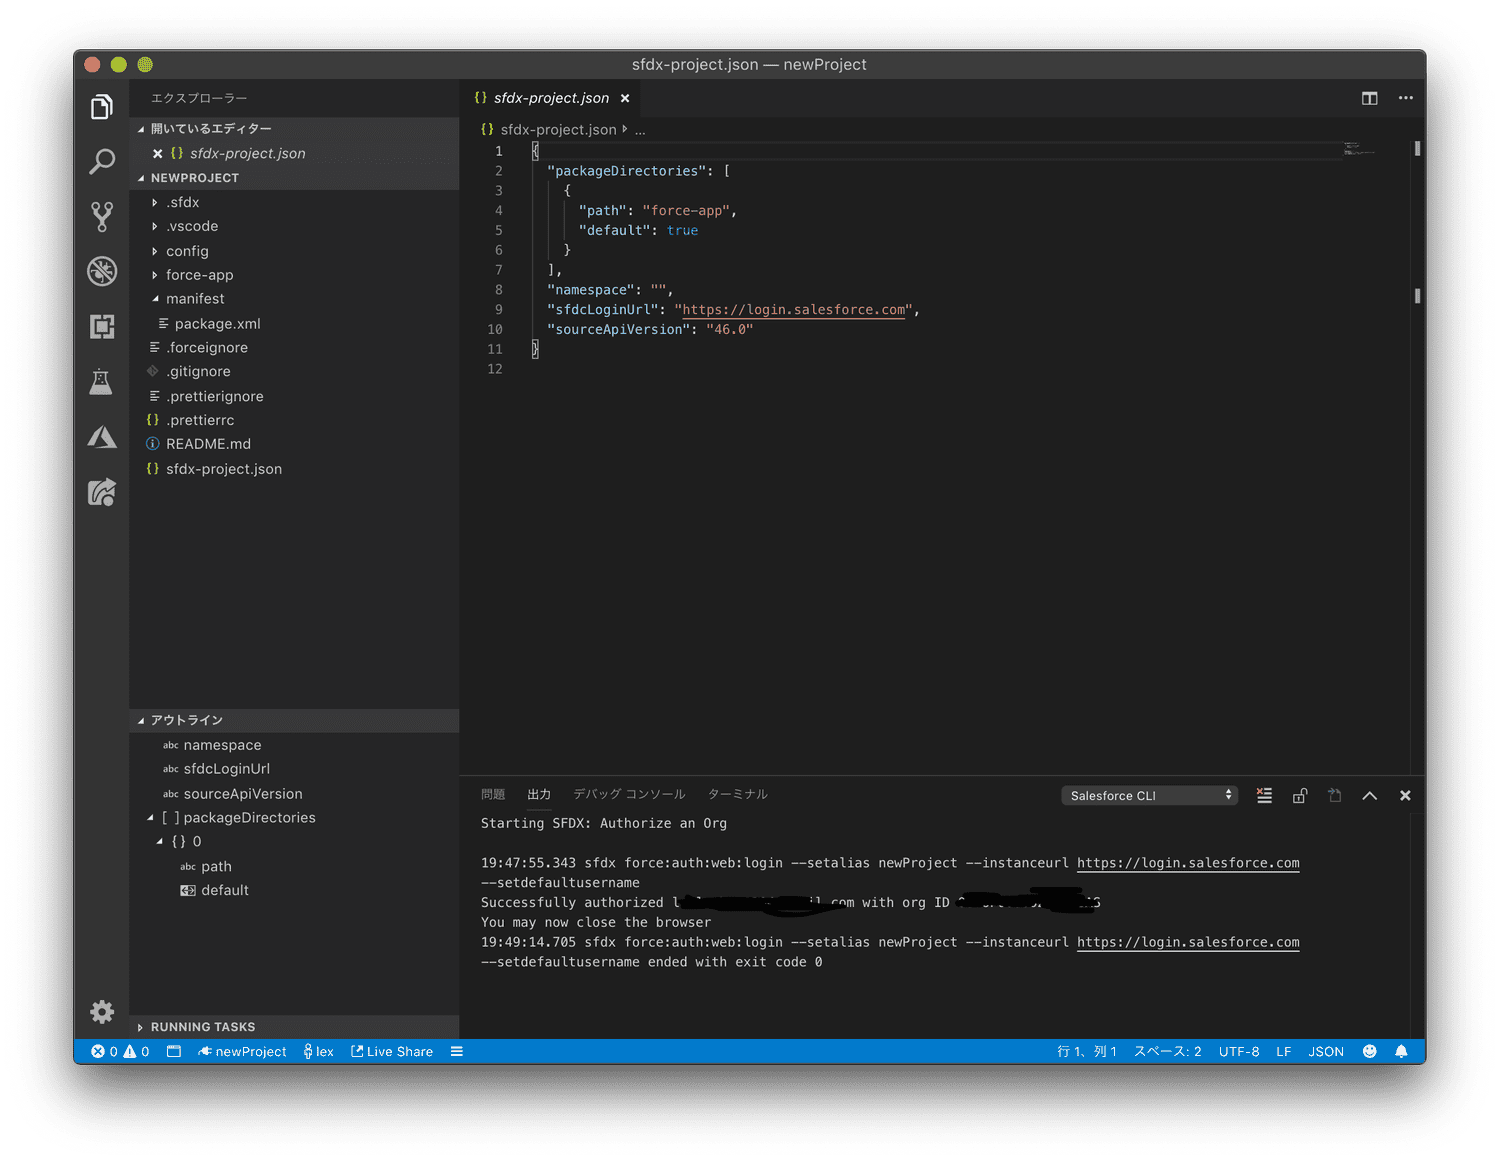 sfdx-project.json — newProject
エクスプローラー
開いているエディター
sfdx-project.json
NEWPROJECT
.sfdx
.vscode
config
force-app
manifest
package.xml
.forceignore
.gitignore
.prettierignore
.prettierrc
README.md
sfdx-project.json
アウトライン
abc namespace
abc sfdcLoginUrl
abc sourceApiVersion
[ ] packageDirectories
{} 0
abc path
default
RUNNING TASKS
{} sfdx-project.json ×
{} sfdx-project.json ...
1 {
2 "packageDirectories": [
3 {
4 "path": "force-app",
5 "default": true
6 }
7 ],
8 "namespace": "",
9 "sfdcLoginUrl": "https://login.salesforce.com",
10 "sourceApiVersion": "46.0"
11 }
12
問題 出力 デバッグ コンソール ターミナル Salesforce CLI
Starting SFDX: Authorize an Org
19:47:55.343 sfdx force:auth:web:login --setalias newProject --instanceurl https://login.salesforce.com
--setdefaultusername
Successfully authorized com with org ID
You may now close the browser
19:49:14.705 sfdx force:auth:web:login --setalias newProject --instanceurl https://login.salesforce.com
--setdefaultusername ended with exit code 0
0 0 newProject lex Live Share 行 1、列 1 スペース: 2 UTF-8 LF JSON